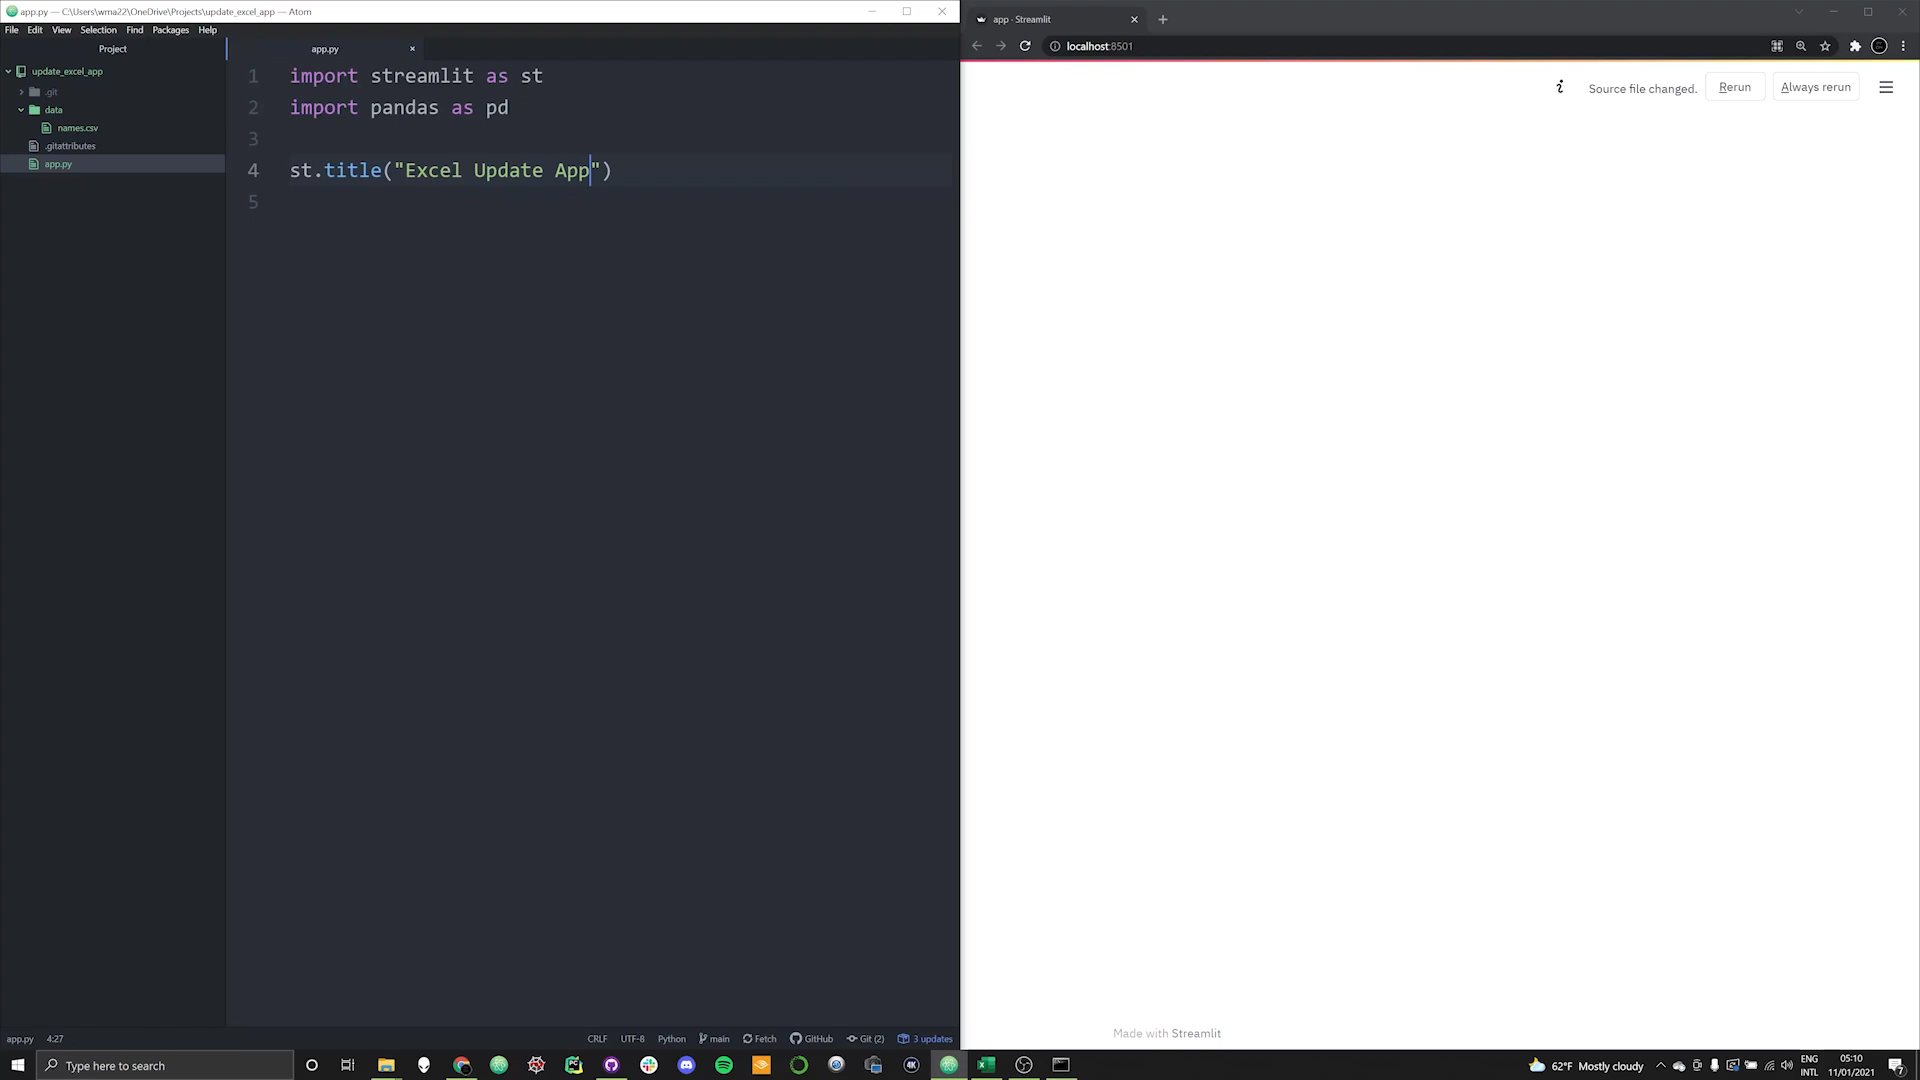 app.py — C:\Users\wma22\OneDrive\Projects\update_excel_app — Atom
File Edit View Selection Find Packages Help
Project
update_excel_app
.git
data
names.csv
.gitattributes
app.py
app.py
1 import streamlit as st
2 import pandas as pd
3
4 st.title("Excel Update App")
5
app.py 4:27
CRLF UTF-8 Python main Fetch GitHub Git (2) 3 updates
app · Streamlit
localhost:8501
Source file changed. Rerun Always rerun
Made with Streamlit
Type here to search
62°F Mostly cloudy
ENG
INTL
05:10
11/01/2021